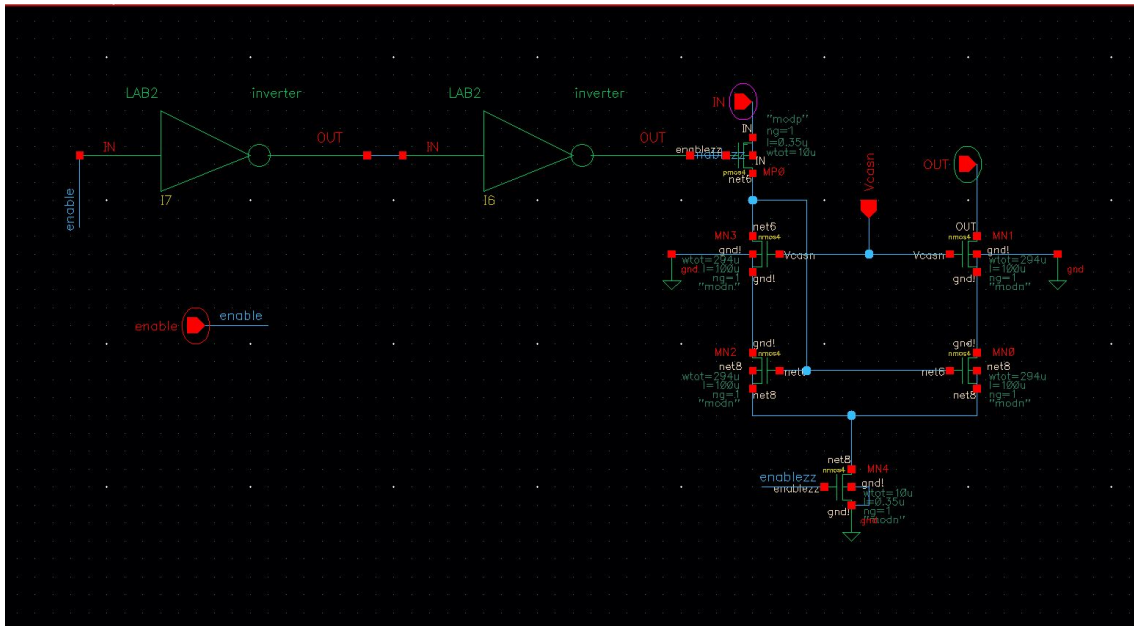 LAB2 inverter
LAB2 inverter
IN OUT
IN OUT
I7
I6
enable
enable
enable
IN
IN
"modp"
ng=1
l=0.35u
wtot=10u
enablezz
IN
pmos4
MP0
net6
OUT
Vcasn
net6
MN3
nmos4
gnd!
wtot=294u
l=100u
ng=1
"modn"
gnd!
gnd
Vcasn
Vcasn
OUT
MN1
nmos4
gnd!
wtot=294u
l=100u
ng=1
"modn"
gnd!
gnd
gnd!
MN2
nmos4
net8
wtot=294u
l=100u
ng=1
"modn"
net8
gnd!
MN0
nmos4
net6
net8
wtot=294u
l=100u
ng=1
"modn"
net8
net8
MN4
nmos4
enablezz
enablezz
gnd!
wtot=10u
l=0.35u
ng=1
"modn"
gnd!
gnd